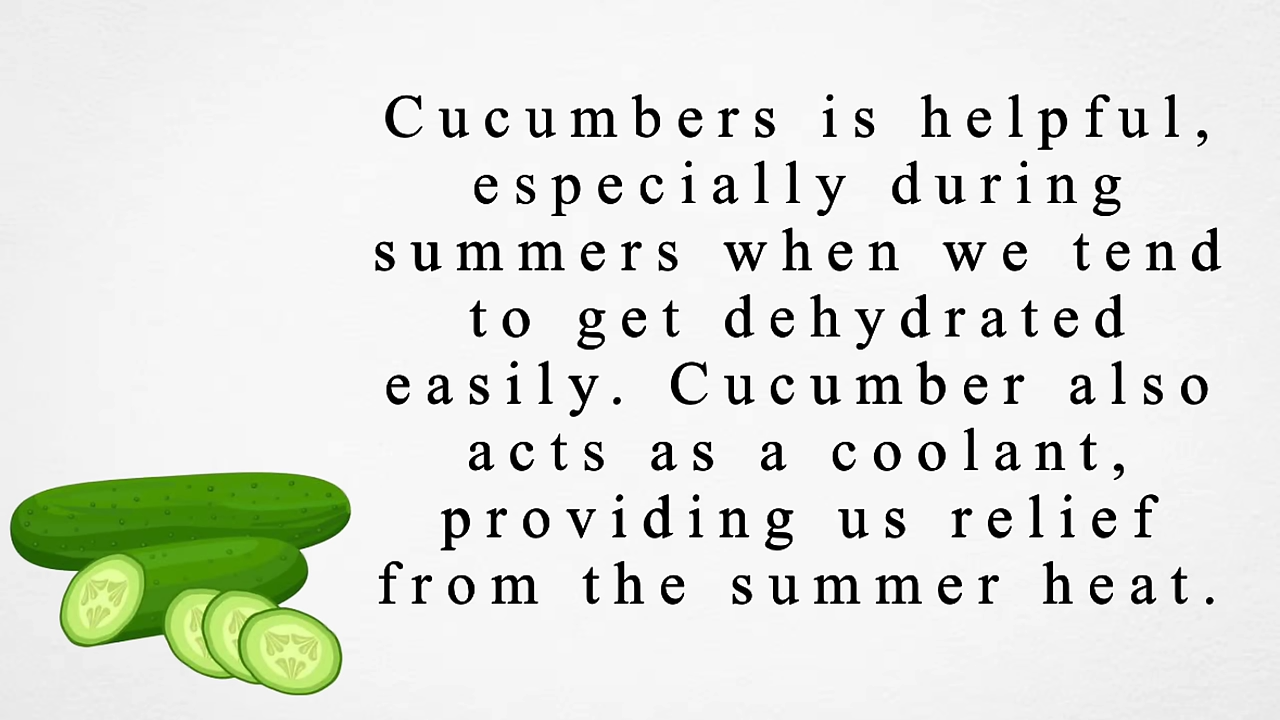 Cucumbers is helpful,
especially during
summers when we tend
to get dehydrated
easily. Cucumber also
acts as a coolant,
providing us relief
from the summer heat.